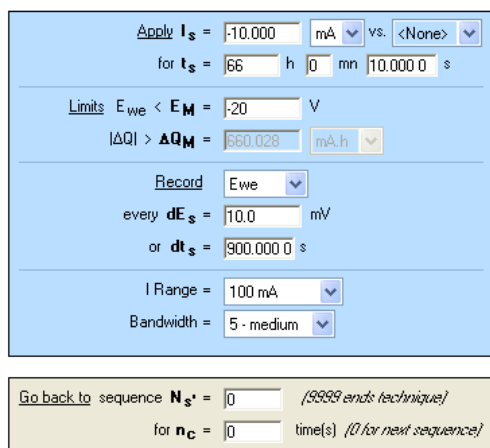 Apply Is = -10.000 mA vs. <None>
for ts = 66 h 0 mn 10.000 0 s
Limits Ewe < EM = -20 V
|ΔQ| > ΔQM = 660.028 mA.h
Record Ewe
every dEs = 10.0 mV
or dts = 900.000 0 s
I Range = 100 mA
Bandwidth = 5 - medium
Go back to sequence Ns' = 0 (9999 ends technique)
for nc = 0 time(s) (0 for next sequence)